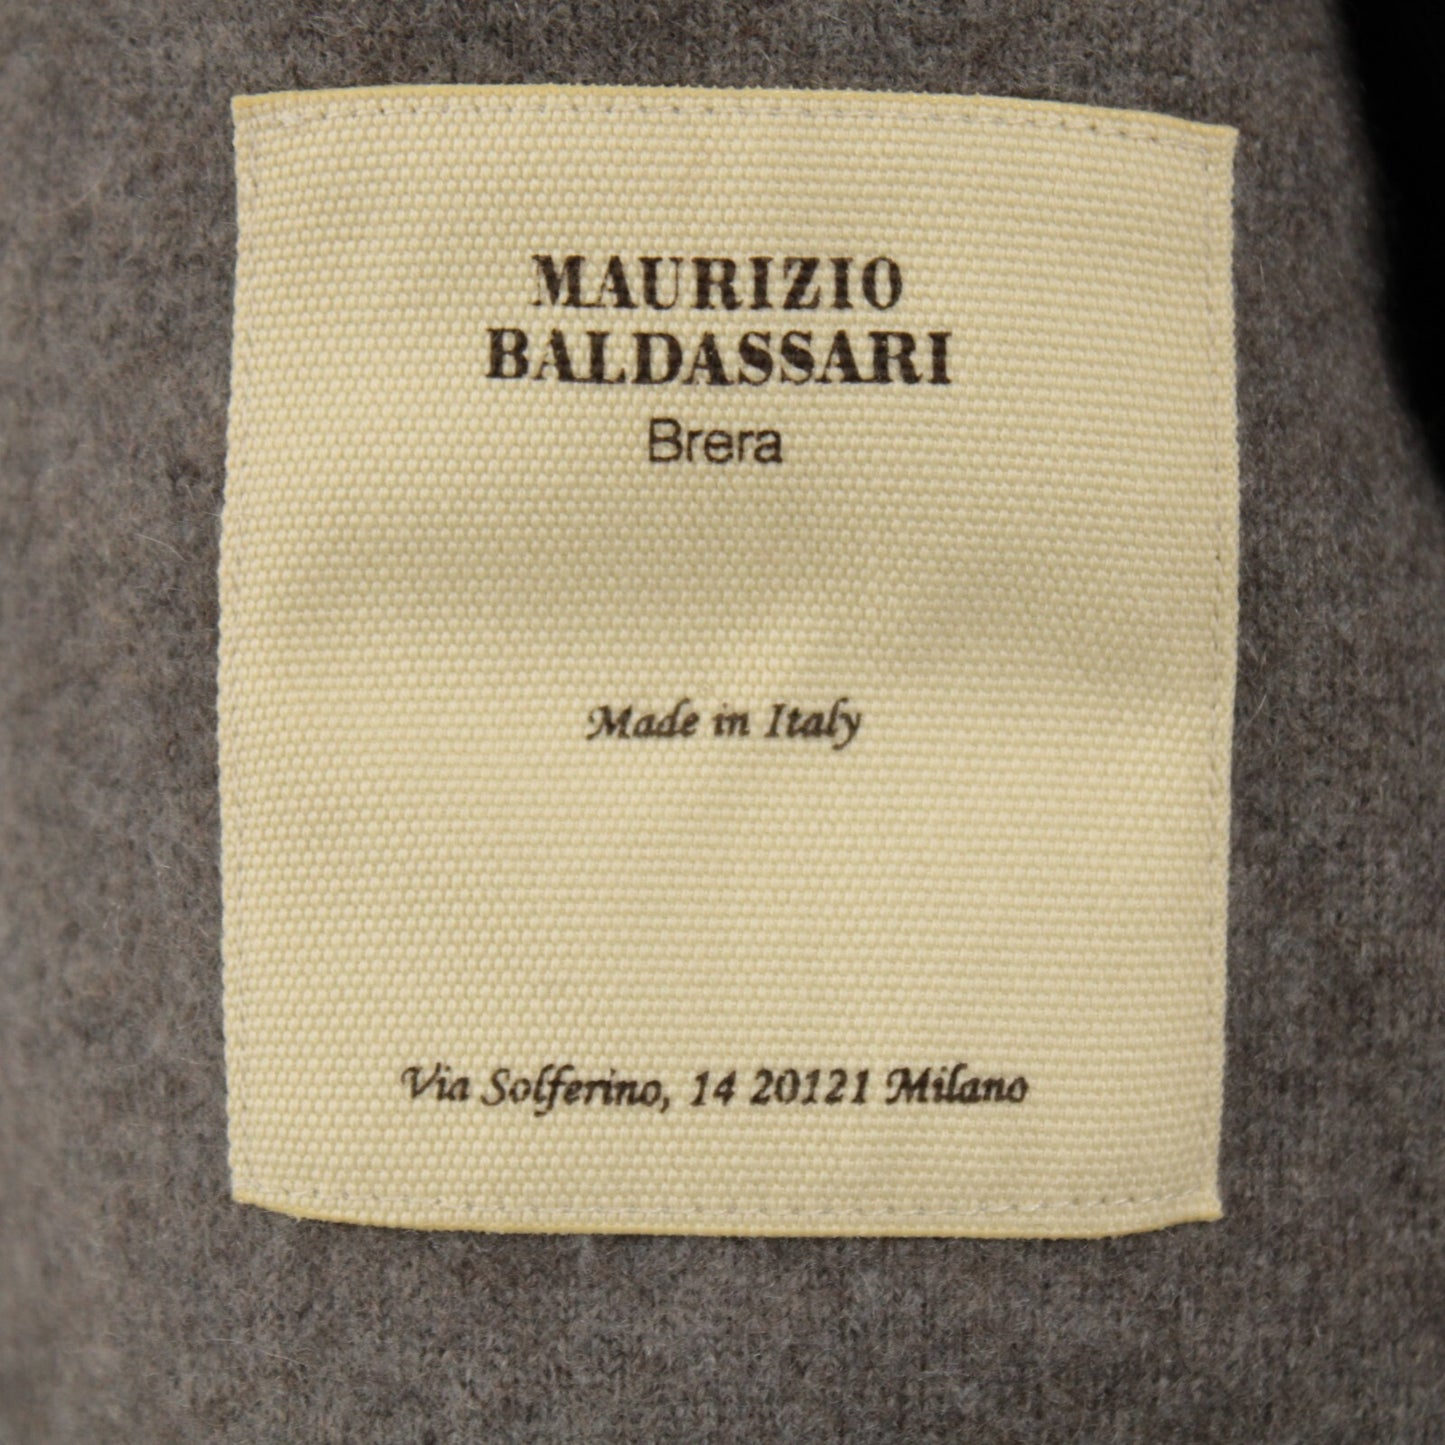 MAURIZIO
BALDASSARI
Brera
Made in Italy
Via Solferino, 14 20121 Milano